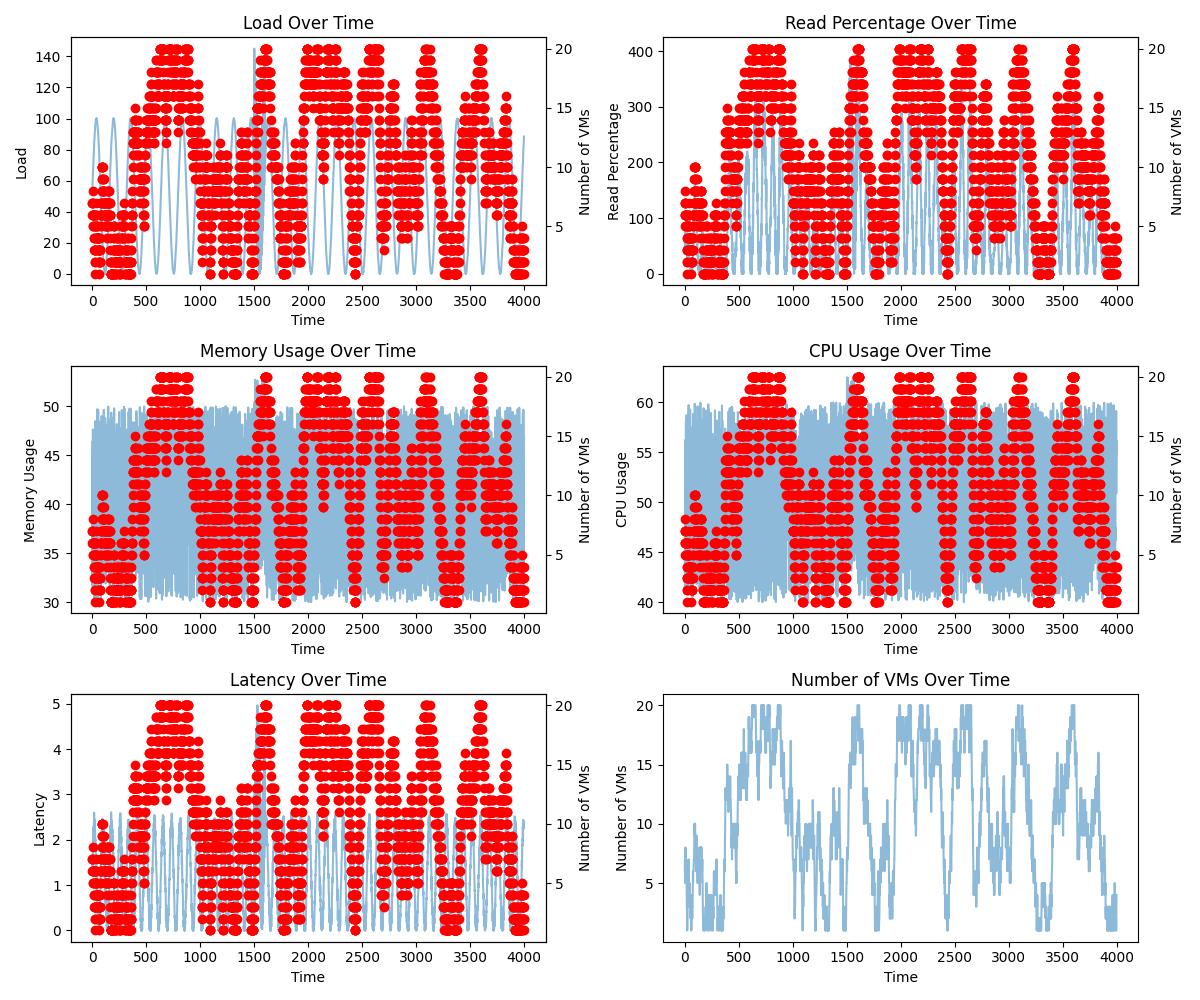 Load Over Time
Load
140
120
100
80
60
40
20
0
20
15
10
5
Number of VMs
0 500 1000 1500 2000 2500 3000 3500 4000
Time
Read Percentage Over Time
Read Percentage
400
300
200
100
0
20
15
10
5
Number of VMs
0 500 1000 1500 2000 2500 3000 3500 4000
Time
Memory Usage Over Time
Memory Usage
50
45
40
35
30
20
15
10
5
Number of VMs
0 500 1000 1500 2000 2500 3000 3500 4000
Time
CPU Usage Over Time
CPU Usage
60
55
50
45
40
20
15
10
5
Number of VMs
0 500 1000 1500 2000 2500 3000 3500 4000
Time
Latency Over Time
Latency
5
4
3
2
1
0
20
15
10
5
Number of VMs
0 500 1000 1500 2000 2500 3000 3500 4000
Time
Number of VMs Over Time
Number of VMs
20
15
10
5
0 500 1000 1500 2000 2500 3000 3500 4000
Time